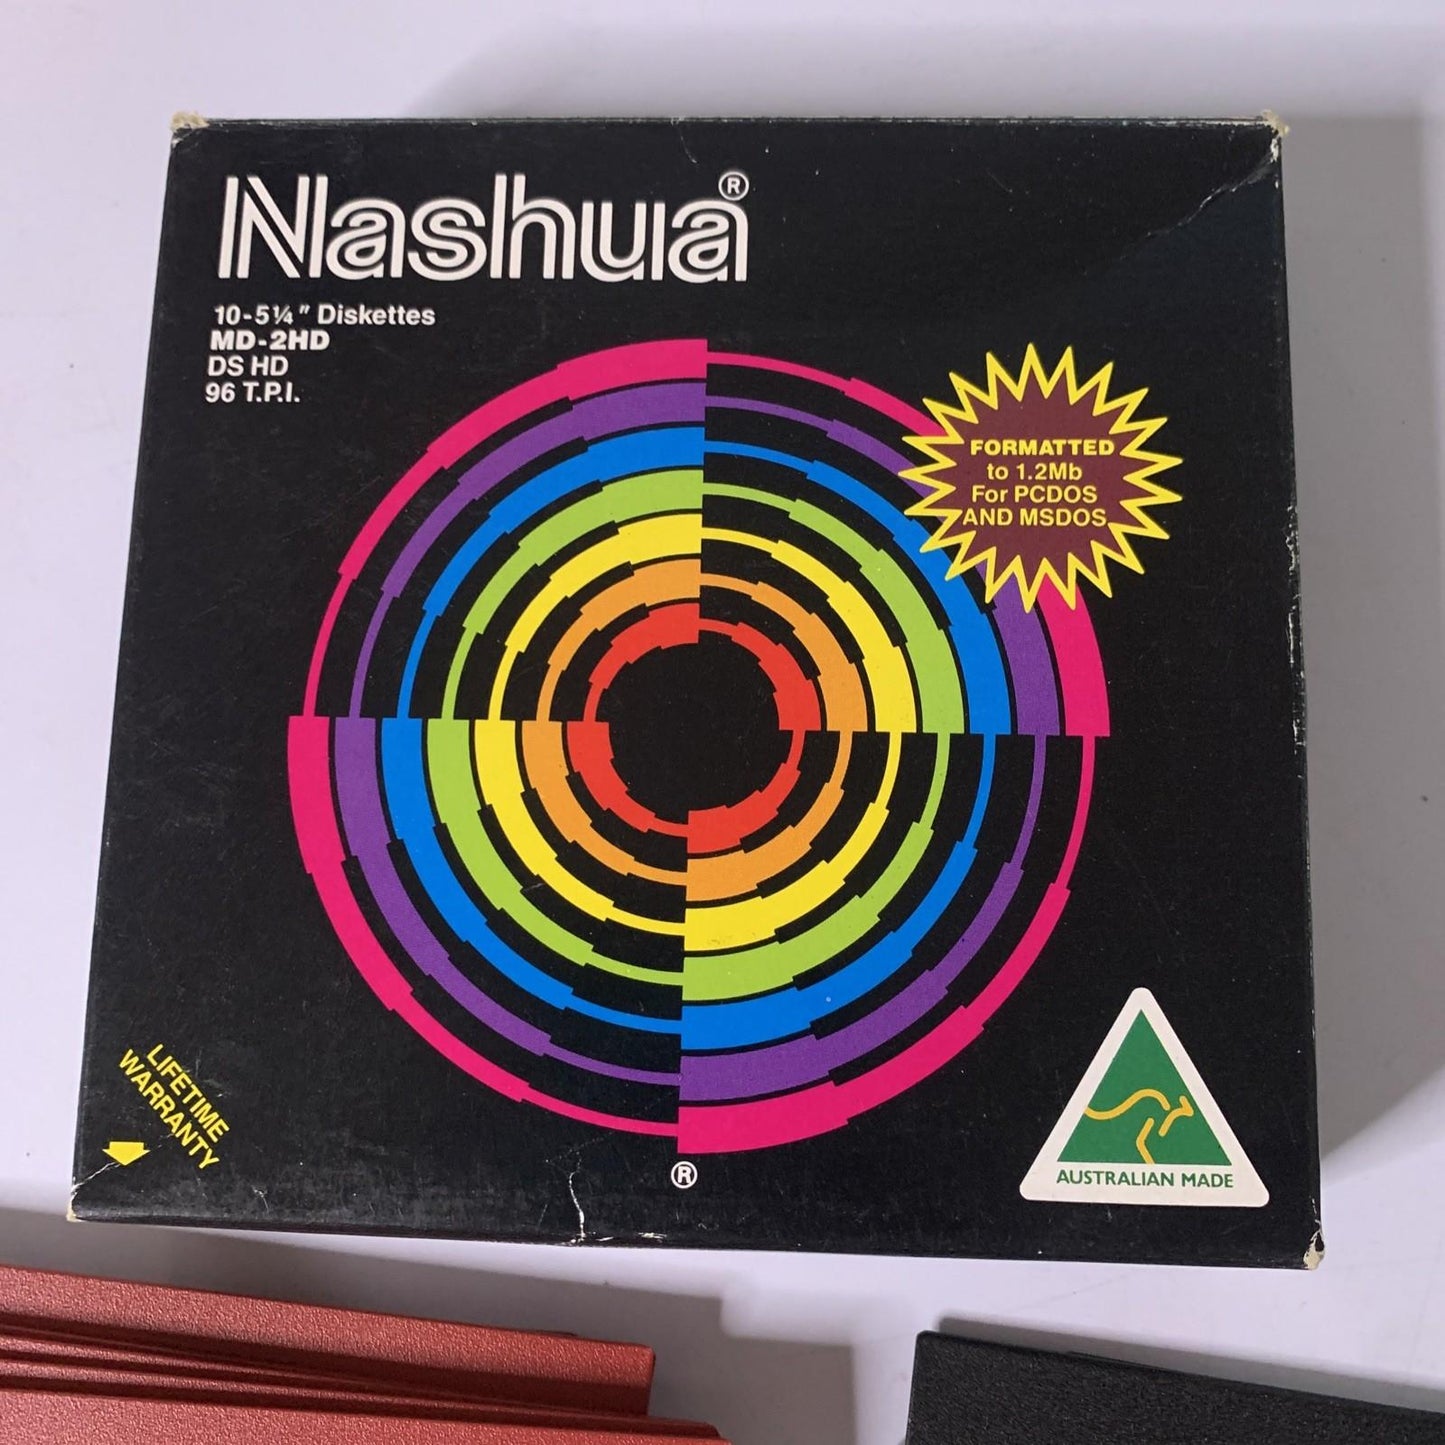 Nashua®
10-5¼" Diskettes
MD-2HD
DS HD
96 T.P.I.
FORMATTED
to 1.2Mb
For PCDOS
AND MSDOS
LIFETIME
WARRANTY
®
AUSTRALIAN MADE